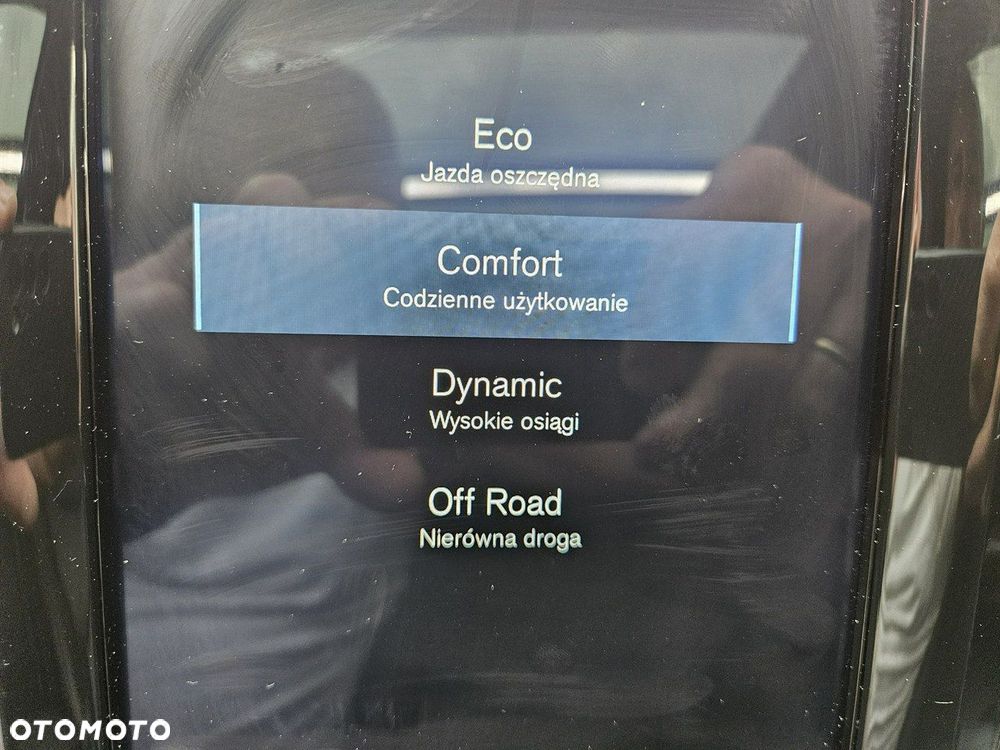 Eco
Jazda oszczędna
Comfort
Codzienne użytkowanie
Dynamic
Wysokie osiągi
Off Road
Nierówna droga
OTOMOTO